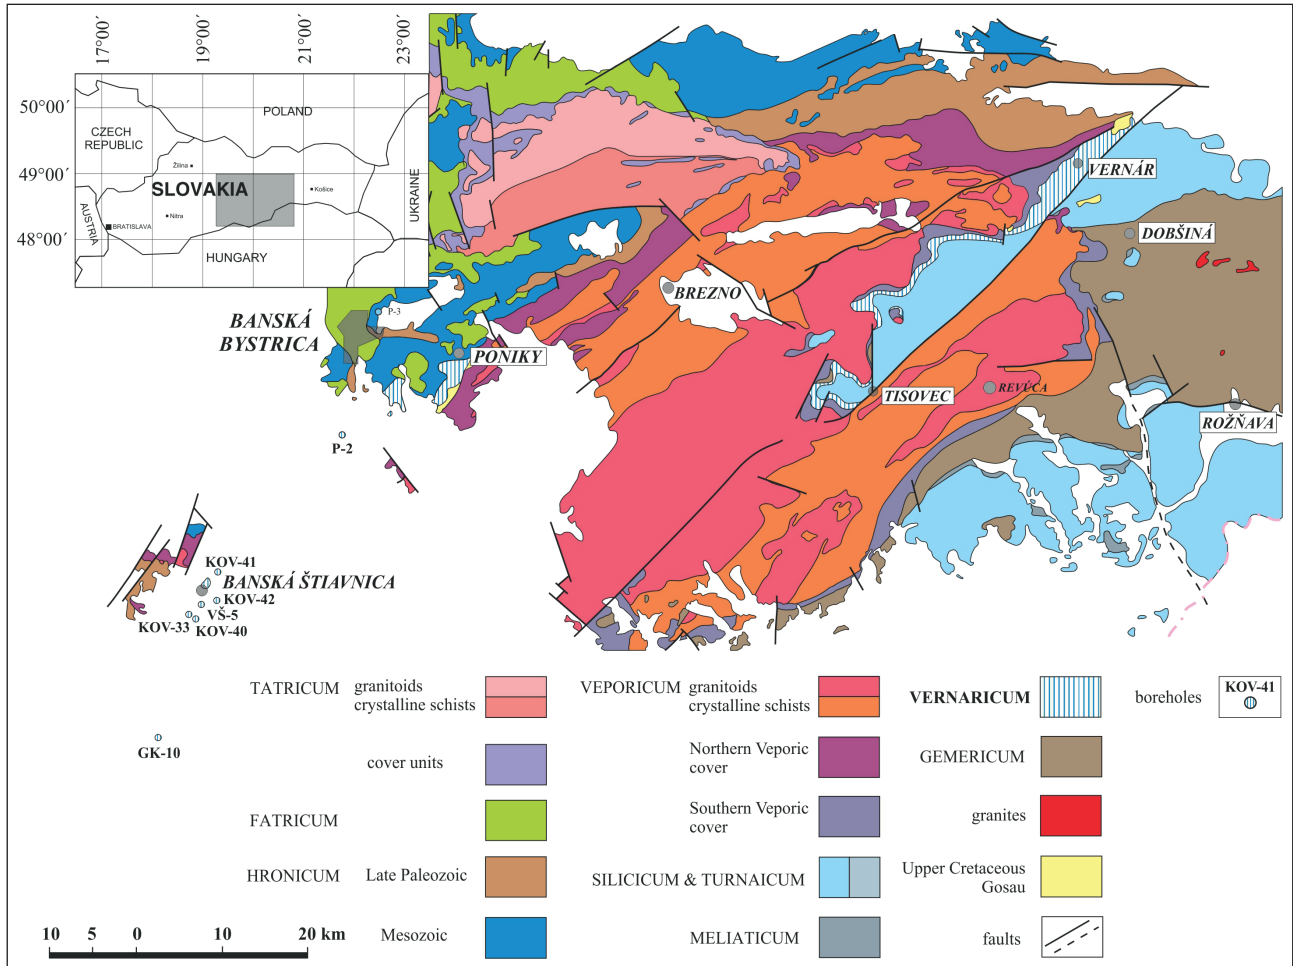 17°00´
19°00´
21°00´
23°00´
50°00´
49°00´
48°00´
POLAND
CZECH
REPUBLIC
Žilina
SLOVAKIA
Košice
Nitra
UKRAINE
AUSTRIA
BRATISLAVA
HUNGARY
VERNÁR
DOBŠINÁ
BREZNO
P-3
BANSKÁ
BYSTRICA
PONIKY
TISOVEC
REVÚCA
ROŽŇAVA
P-2
KOV-41
BANSKÁ ŠTIAVNICA
KOV-42
VŠ-5
KOV-33
KOV-40
GK-10
TATRICUM
granitoids
crystalline schists
cover units
FATRICUM
HRONICUM
Late Paleozoic
Mesozoic
VEPORICUM
granitoids
crystalline schists
Northern Veporic
cover
Southern Veporic
cover
SILICICUM & TURNAICUM
MELIATICUM
VERNARICUM
GEMERICUM
granites
Upper Cretaceous
Gosau
faults
boreholes
KOV-41
10 5 0 10 20 km